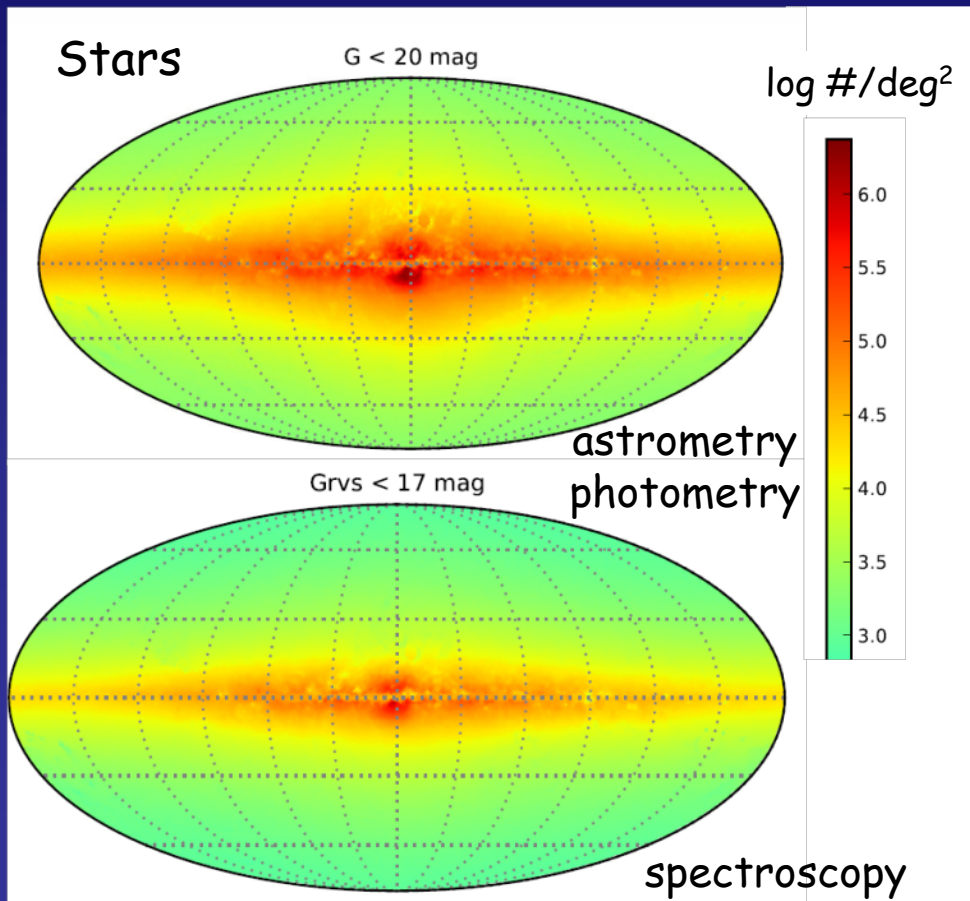 Stars
G < 20 mag
log #/deg²
6.0
5.5
5.0
4.5
4.0
3.5
3.0
astrometry
photometry
Grvs < 17 mag
spectroscopy